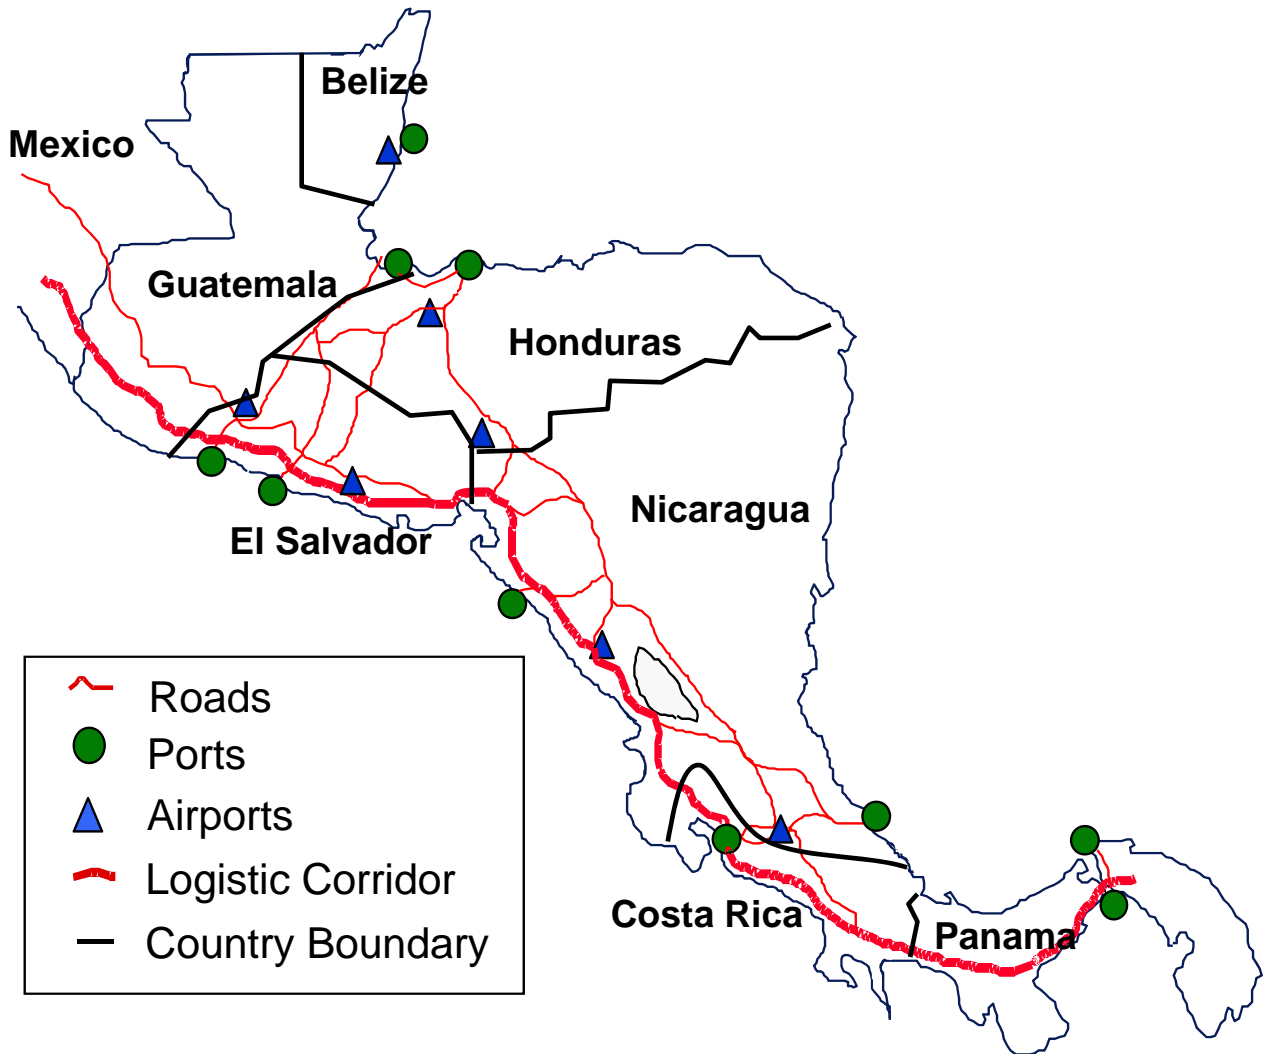 Belize
Mexico
Guatemala
Honduras
Nicaragua
El Salvador
Costa Rica
Panama
Roads
Ports
Airports
Logistic Corridor
Country Boundary